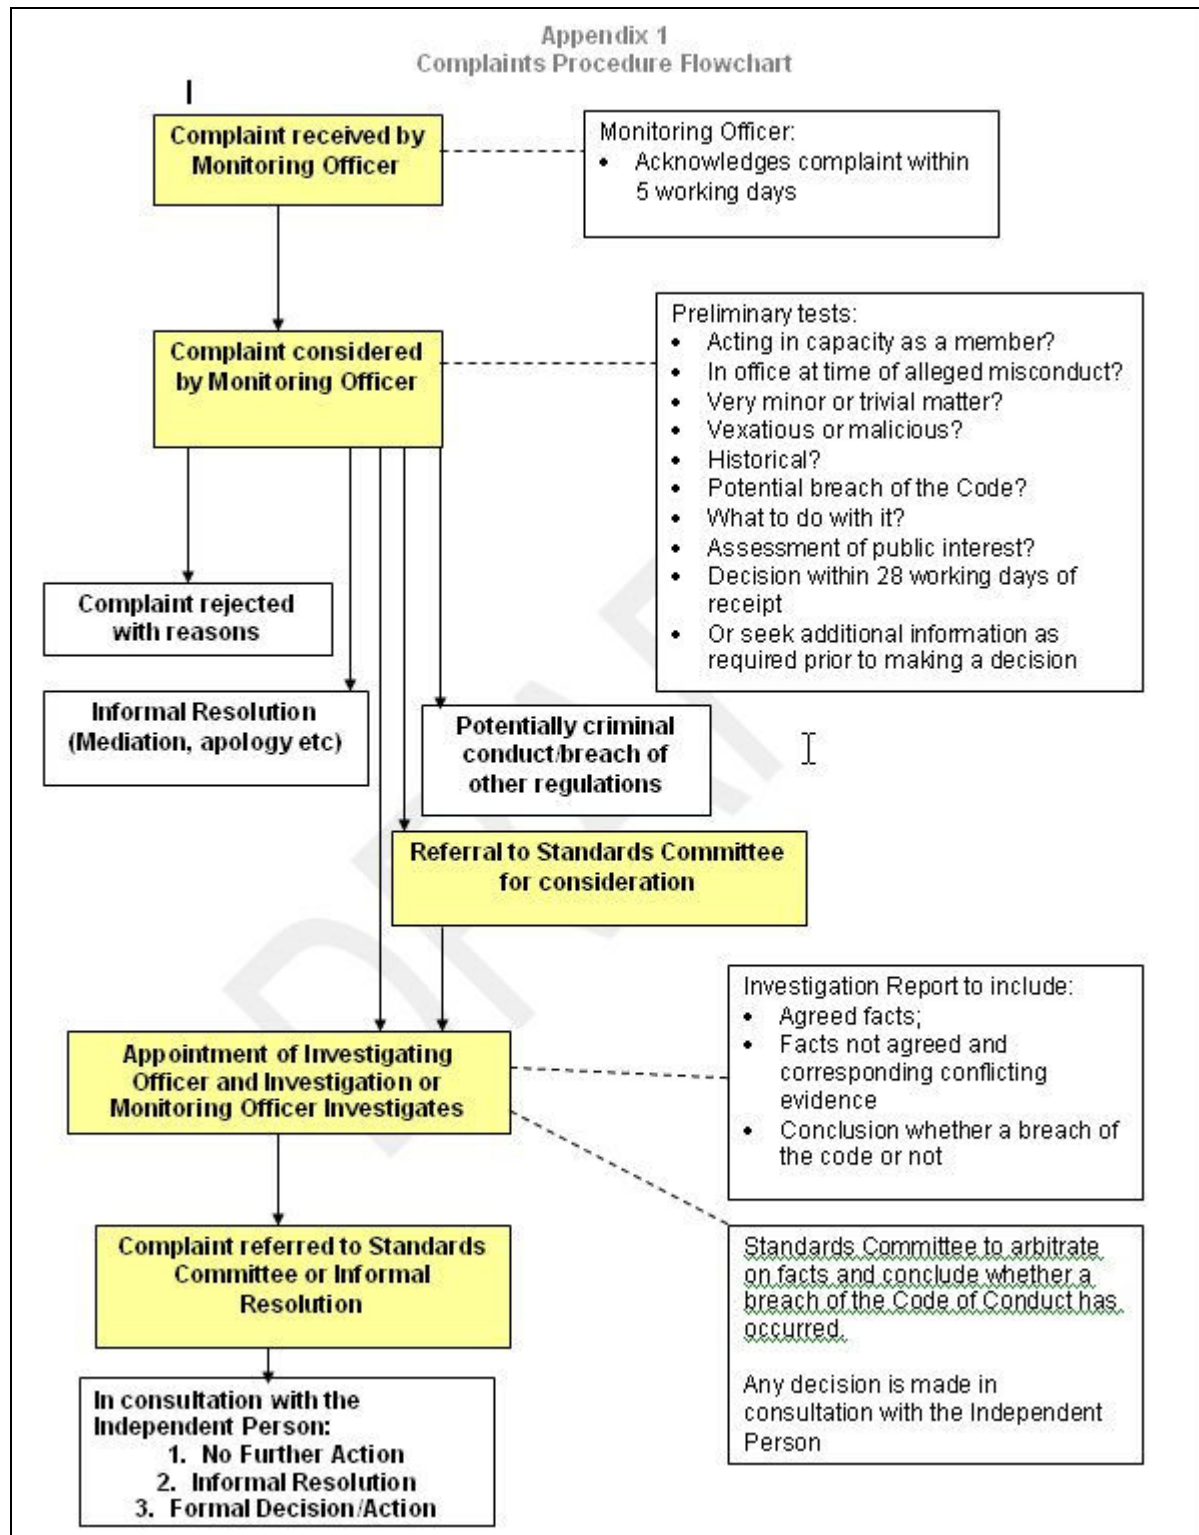 Appendix 1
Complaints Procedure Flowchart
Complaint received by
Monitoring Officer
Monitoring Officer:
• Acknowledges complaint within
5 working days
Complaint considered
by Monitoring Officer
Preliminary tests:
• Acting in capacity as a member?
• In office at time of alleged misconduct?
• Very minor or trivial matter?
• Vexatious or malicious?
• Historical?
• Potential breach of the Code?
• What to do with it?
• Assessment of public interest?
• Decision within 28 working days of
receipt
• Or seek additional information as
required prior to making a decision
Complaint rejected
with reasons
Informal Resolution
(Mediation, apology etc)
Potentially criminal
conduct/breach of
other regulations
Referral to Standards Committee
for consideration
Appointment of Investigating
Officer and Investigation or
Monitoring Officer Investigates
Investigation Report to include:
• Agreed facts;
• Facts not agreed and
corresponding conflicting
evidence
• Conclusion whether a breach of
the code or not
Complaint referred to Standards
Committee or Informal
Resolution
Standards Committee to arbitrate
on facts and conclude whether a
breach of the Code of Conduct has
occurred.
Any decision is made in
consultation with the Independent
Person
In consultation with the
Independent Person:
1. No Further Action
2. Informal Resolution
3. Formal Decision/Action
DRAFT